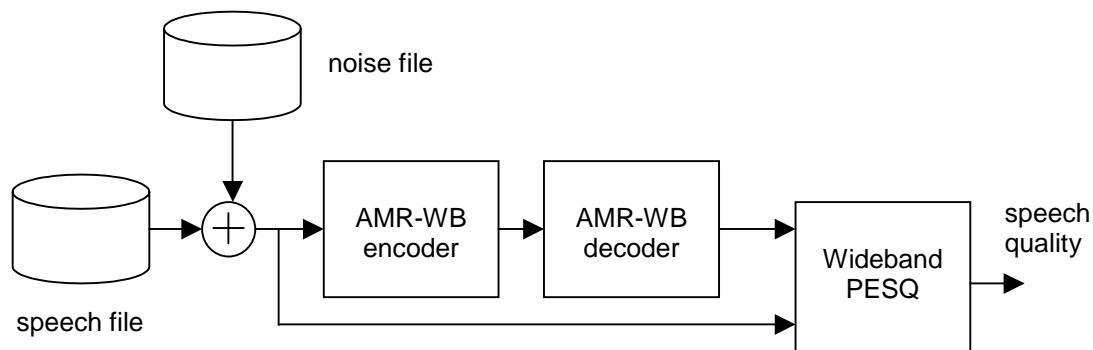 noise file
speech file
AMR-WB
encoder
AMR-WB
decoder
Wideband
PESQ
speech
quality